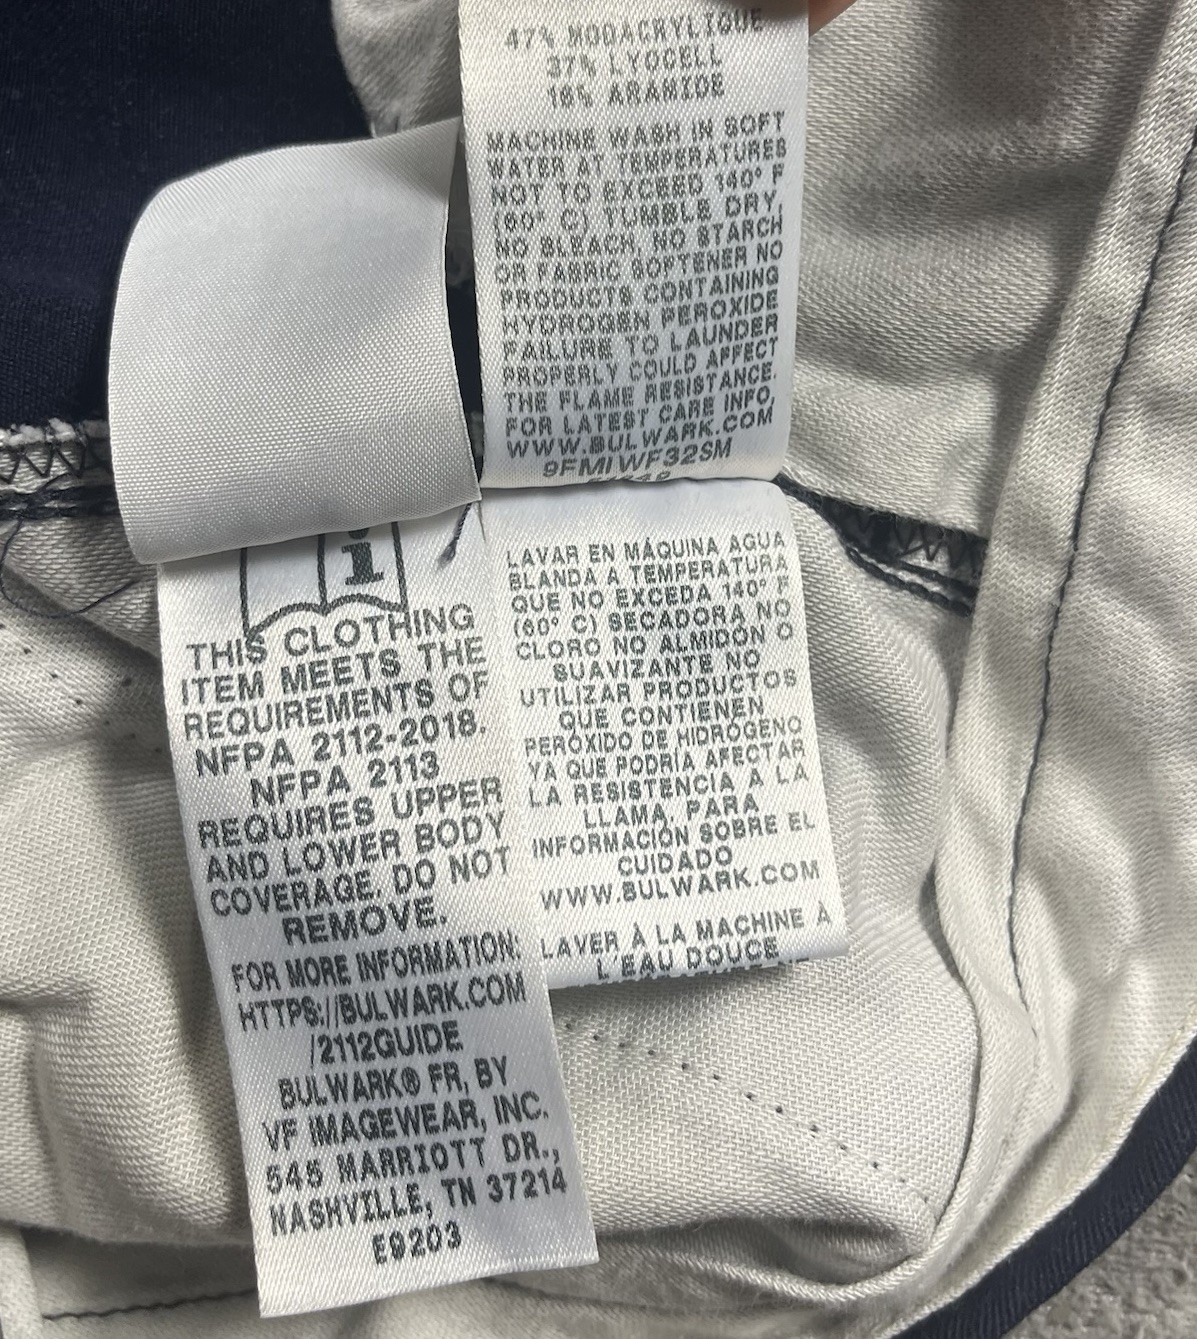 47% MODACRYLIQUE
37% LYOCELL
16% ARAMIDE
MACHINE WASH IN SOFT
WATER AT TEMPERATURES
NOT TO EXCEED 140° F
(60° C) TUMBLE DRY,
NO BLEACH, NO STARCH
OR FABRIC SOFTENER NO
PRODUCTS CONTAINING
HYDROGEN PEROXIDE
FAILURE TO LAUNDER
PROPERLY COULD AFFECT
THE FLAME RESISTANCE.
FOR LATEST CARE INFO,
WWW.BULWARK.COM
9FMIWF32SM
i
THIS CLOTHING
ITEM MEETS THE
REQUIREMENTS OF
NFPA 2112-2018.
NFPA 2113
REQUIRES UPPER
AND LOWER BODY
COVERAGE. DO NOT
REMOVE.
FOR MORE INFORMATION:
HTTPS://BULWARK.COM
/2112GUIDE
BULWARK® FR, BY
VF IMAGEWEAR, INC.
545 MARRIOTT DR.,
NASHVILLE, TN 37214
E9203
LAVAR EN MÁQUINA AGUA
BLANDA A TEMPERATURA
QUE NO EXCEDA 140° F
(60° C) SECADORA NO
CLORO NO ALMIDÓN O
SUAVIZANTE NO
UTILIZAR PRODUCTOS
QUE CONTIENEN
PERÓXIDO DE HIDRÓGENO
YA QUE PODRÍA AFECTAR
LA RESISTENCIA A LA
LLAMA, PARA
INFORMACIÓN SOBRE EL
CUIDADO
WWW.BULWARK.COM
LAVER À LA MACHINE À
L'EAU DOUCE